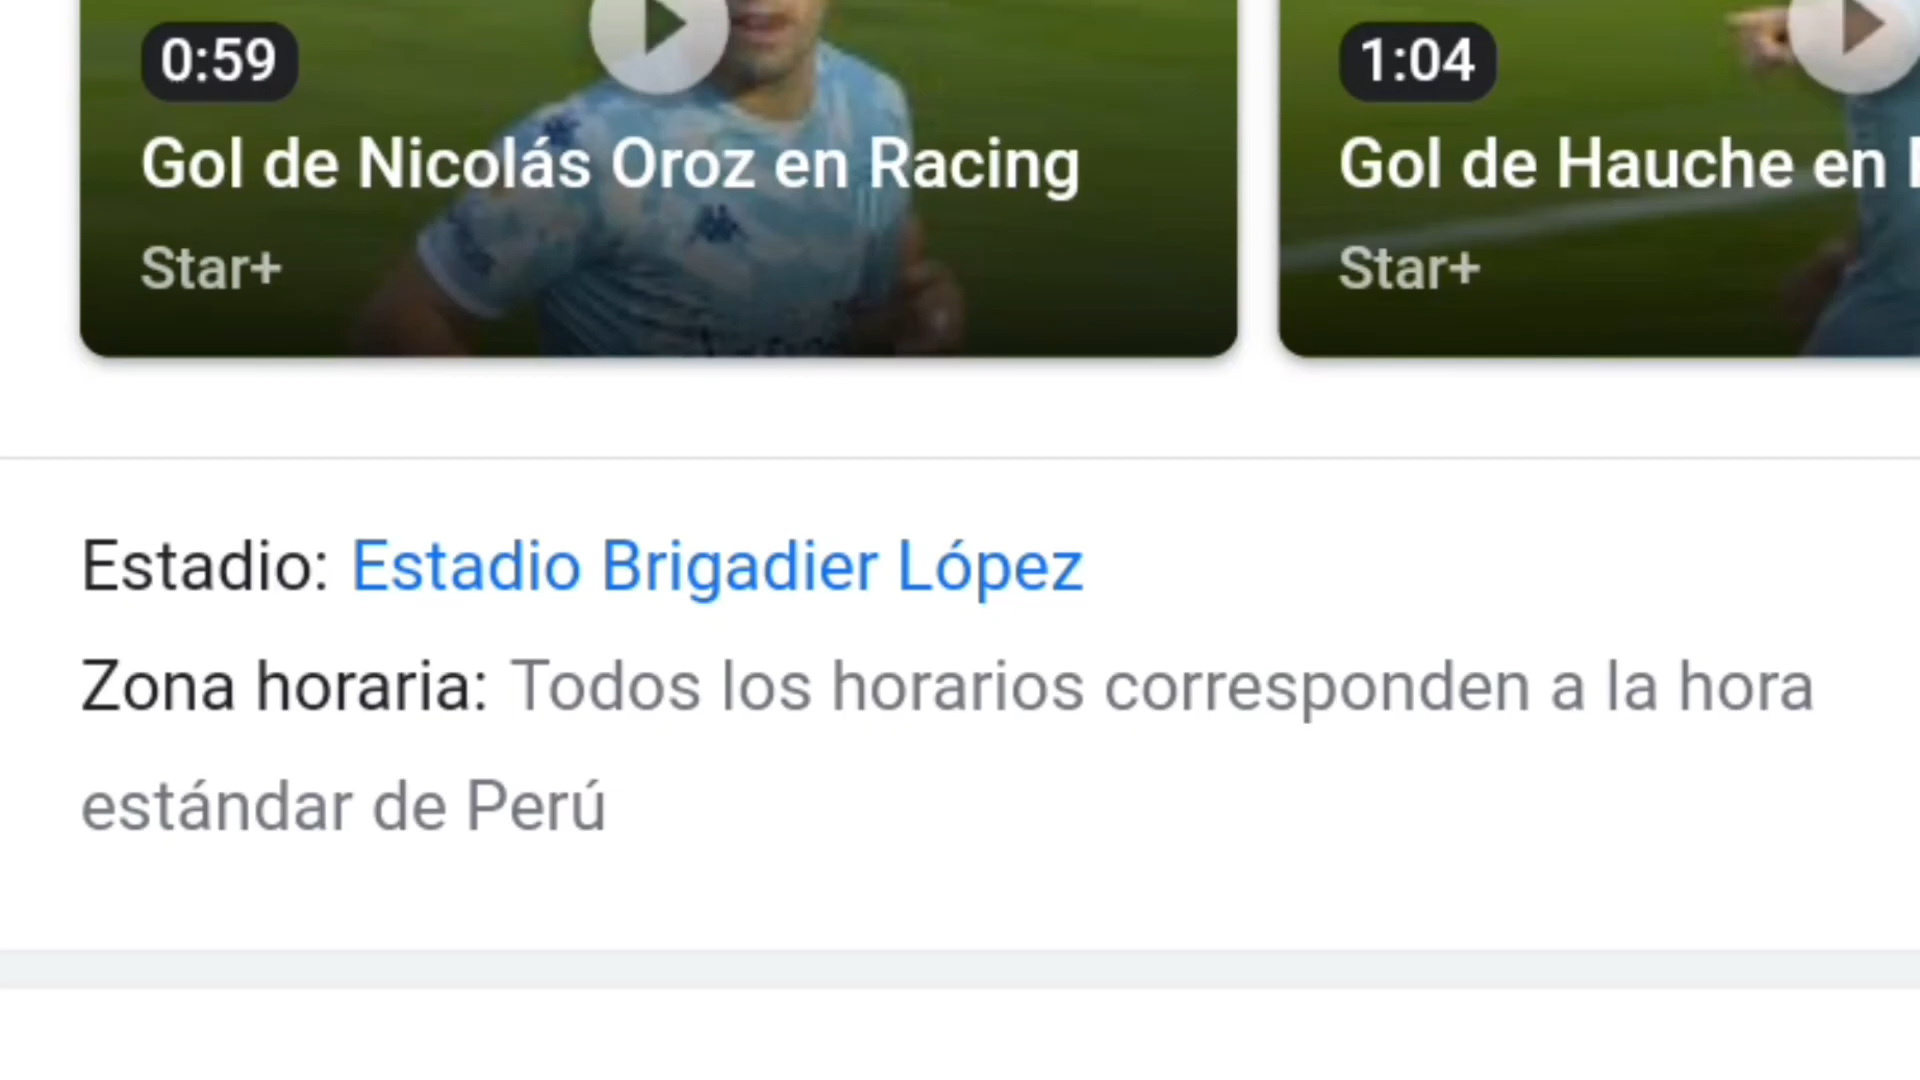 0:59
1:04
Gol de Nicolás Oroz en Racing
Gol de Hauche en
Star+
Star+
Estadio: Estadio Brigadier López
Zona horaria: Todos los horarios corresponden a la hora
estándar de Perú